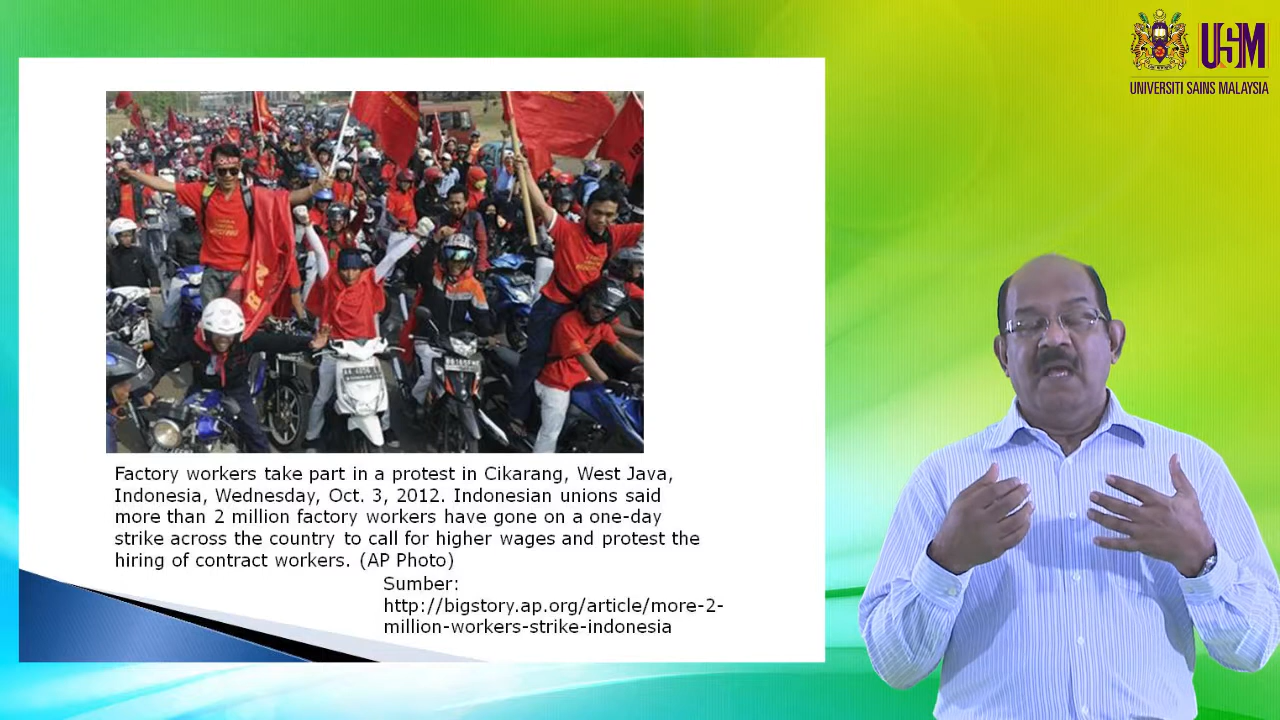 USM
UNIVERSITI SAINS MALAYSIA
Factory workers take part in a protest in Cikarang, West Java,
Indonesia, Wednesday, Oct. 3, 2012. Indonesian unions said
more than 2 million factory workers have gone on a one-day
strike across the country to call for higher wages and protest the
hiring of contract workers. (AP Photo)
Sumber:
http://bigstory.ap.org/article/more-2-
million-workers-strike-indonesia